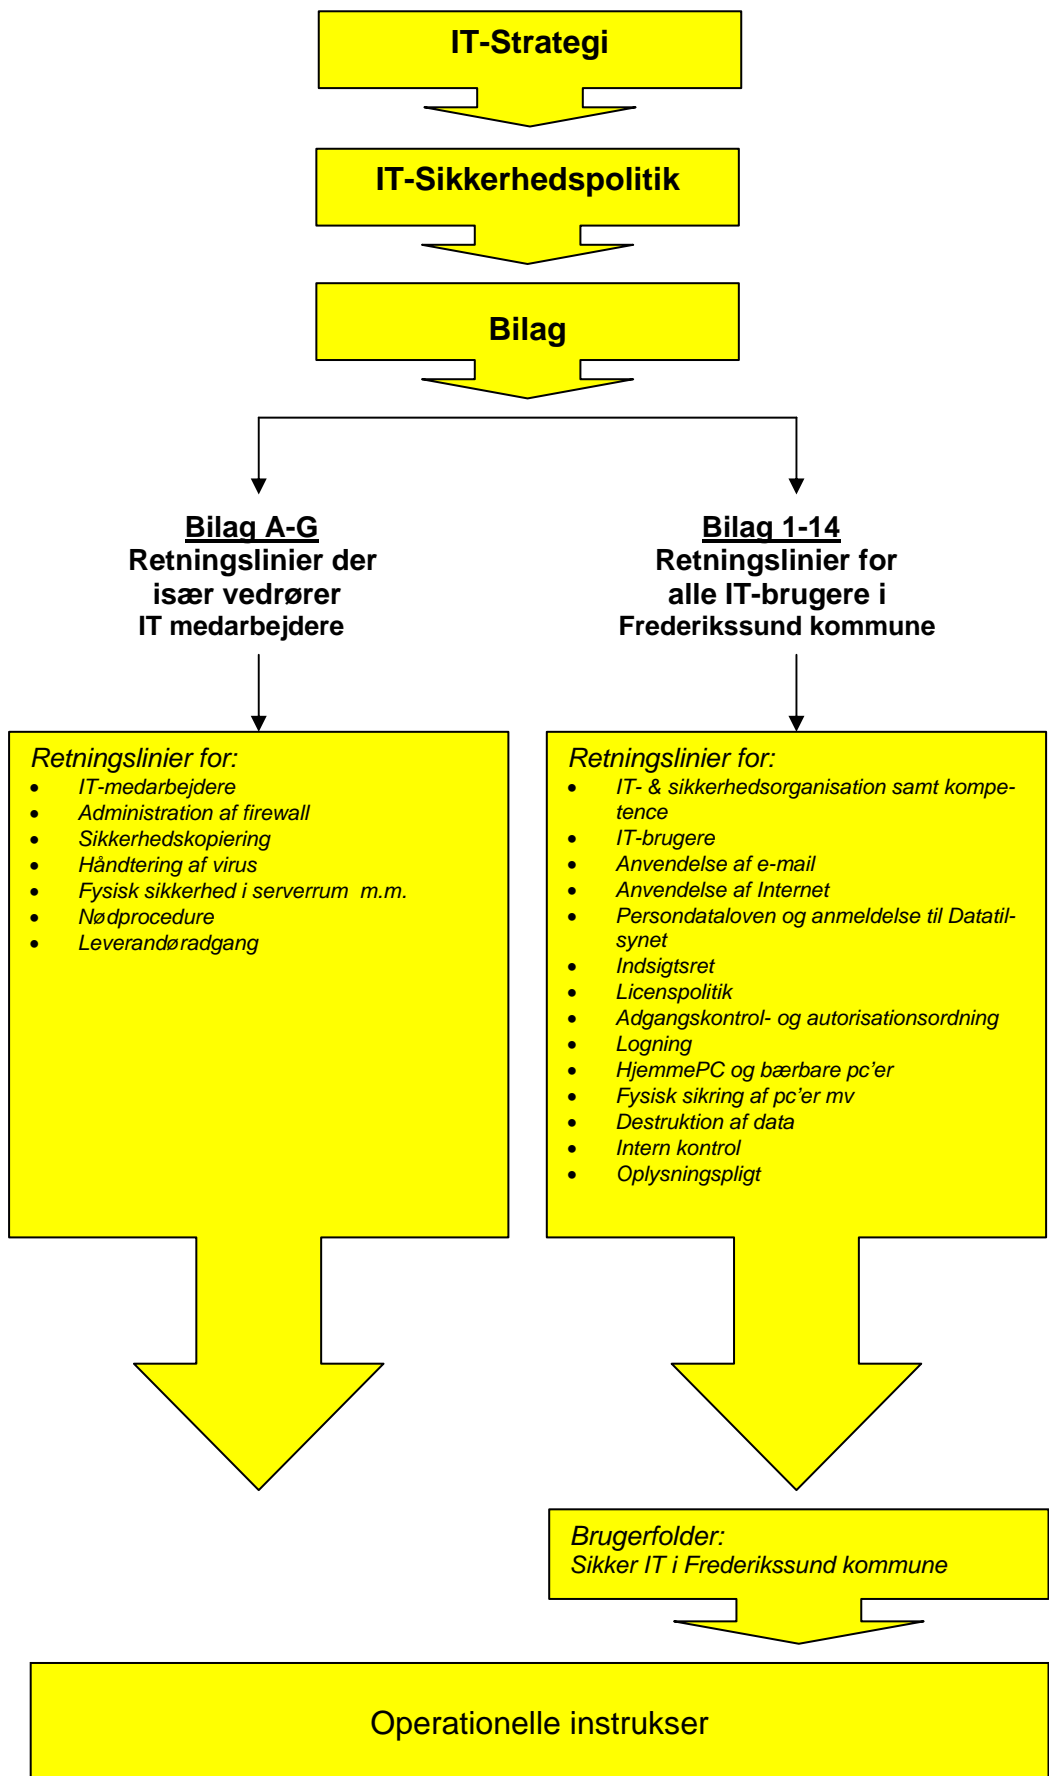 IT-Strategi
IT-Sikkerhedspolitik
Bilag
Bilag A-G
Retningslinier der
især vedrører
IT medarbejdere
Bilag 1-14
Retningslinier for
alle IT-brugere i
Frederikssund kommune
Retningslinier for:
• IT-medarbejdere
• Administration af firewall
• Sikkerhedskopiering
• Håndtering af virus
• Fysisk sikkerhed i serverrum m.m.
• Nødprocedure
• Leverandøradgang
Retningslinier for:
• IT- & sikkerhedsorganisation samt kompe-
tence
• IT-brugere
• Anvendelse af e-mail
• Anvendelse af Internet
• Persondataloven og anmeldelse til Datatil-
synet
• Indsigtsret
• Licenspolitik
• Adgangskontrol- og autorisationsordning
• Logning
• HjemmePC og bærbare pc’er
• Fysisk sikring af pc’er mv
• Destruktion af data
• Intern kontrol
• Oplysningspligt
Brugerfolder:
Sikker IT i Frederikssund kommune
Operationelle instrukser